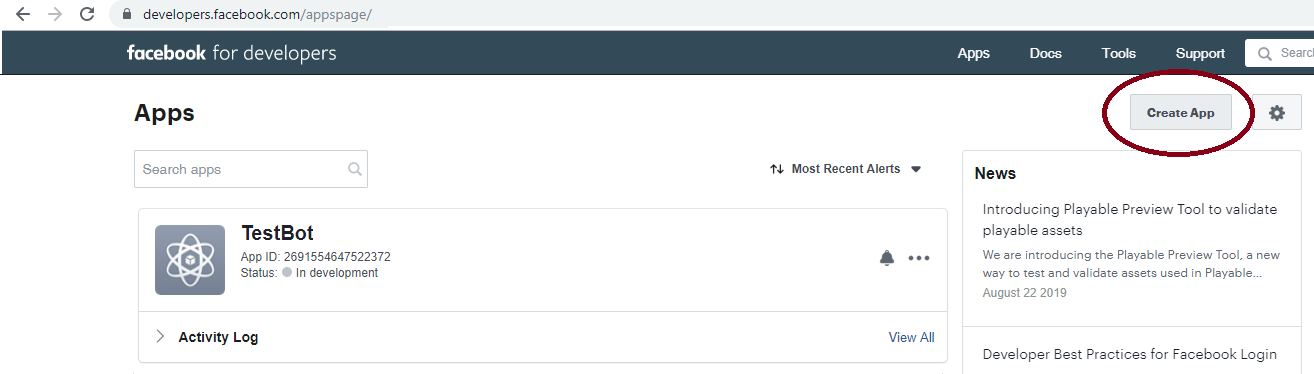 developers.facebook.com/appspage/
facebook for developers
Apps Docs Tools Support Search
Apps
Create App
Search apps
Most Recent Alerts
News
Introducing Playable Preview Tool to validate
playable assets
We are introducing the Playable Preview Tool, a new
way to test and validate assets used in Playable...
August 22 2019
Developer Best Practices for Facebook Login
TestBot
App ID: 2691554647522372
Status: In development
Activity Log
View All